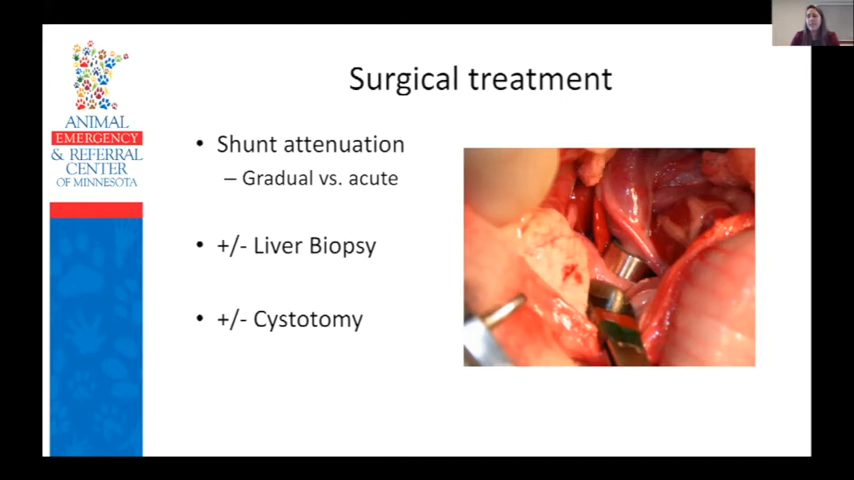 Surgical treatment
ANIMAL
EMERGENCY
& REFERRAL
CENTER
OF MINNESOTA
• Shunt attenuation
– Gradual vs. acute
• +/- Liver Biopsy
• +/- Cystotomy